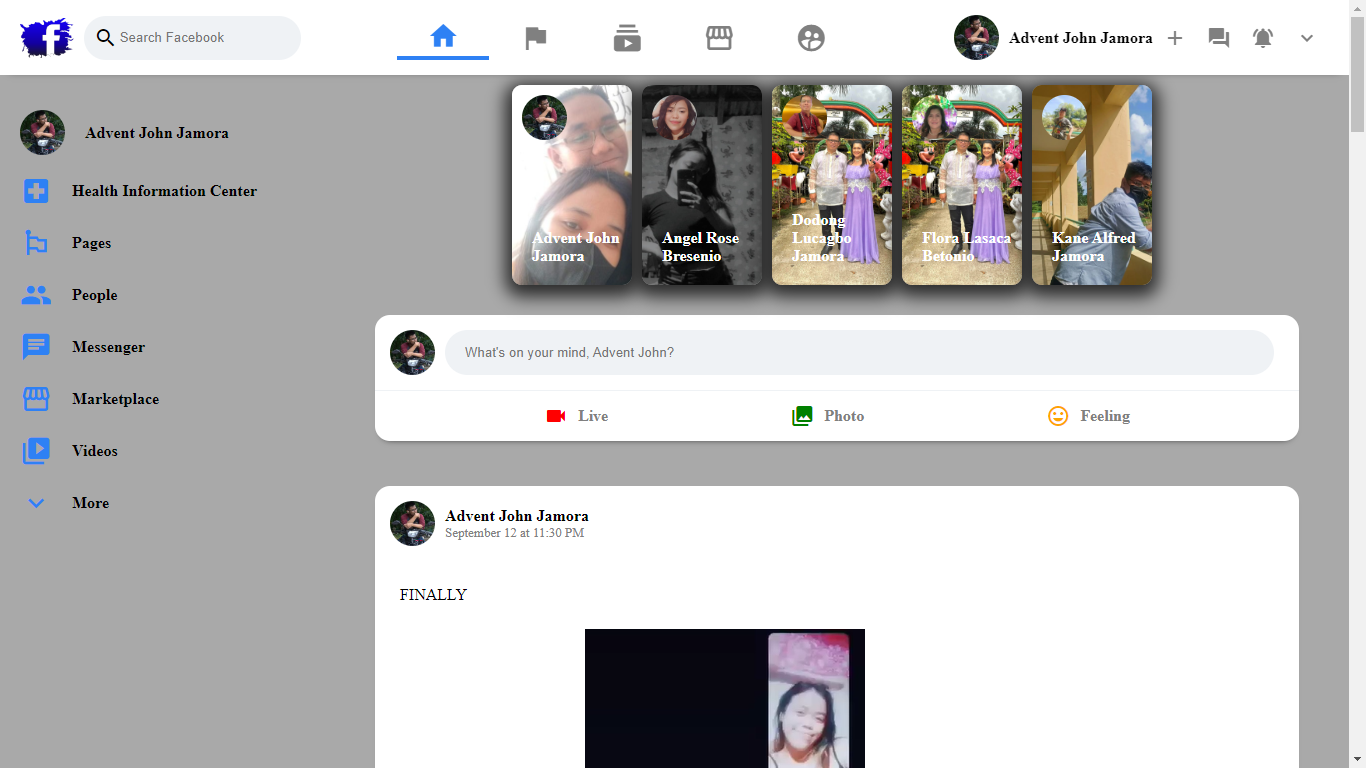 Search Facebook
Advent John Jamora
Advent John Jamora
Health Information Center
Pages
People
Messenger
Marketplace
Videos
More
Advent John
Jamora
Angel Rose
Bresenio
Dodong
Lucagbo
Jamora
Flora Lasaca
Betonio
Kane Alfred
Jamora
What's on your mind, Advent John?
Live
Photo
Feeling
Advent John Jamora
September 12 at 11:30 PM
FINALLY